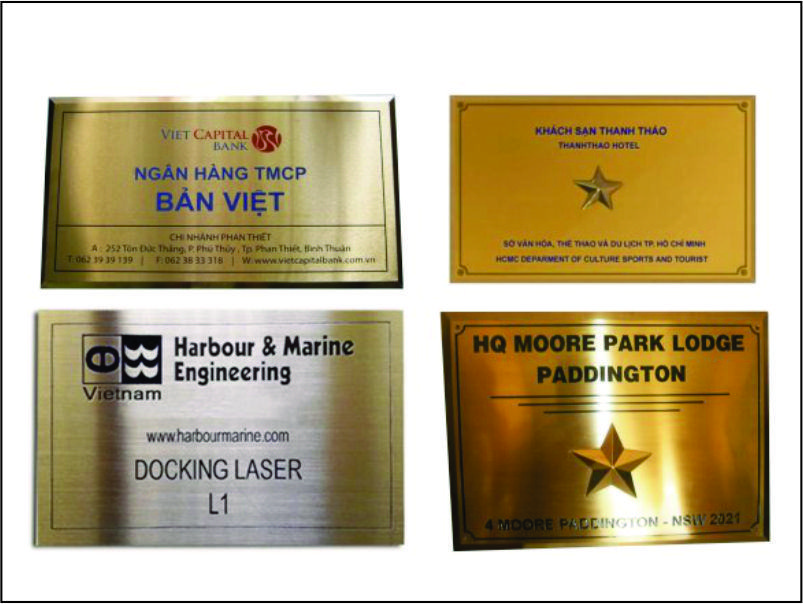 VIET CAPITAL
BANK
NGÂN HÀNG TMCP
BẢN VIỆT
CHI NHÁNH PHAN THIẾT
A : 252 Tôn Đức Thắng, P. Phú Thủy , Tp. Phan Thiết, Bình Thuận
T: 062 39 39 139 | F: 062 38 33 318 | W: www.vietcapitalbank.com.vn
KHÁCH SẠN THANH THẢO
THANHTHAO HOTEL
SỞ VĂN HÓA, THỂ THAO VÀ DU LỊCH TP. HỒ CHÍ MINH
HCMC DEPARMENT OF CULTURE SPORTS AND TOURIST
Harbour & Marine
Engineering
Vietnam
www.harbourmarine.com
DOCKING LASER
L1
HQ MOORE PARK LODGE
PADDINGTON
4 MOORE PADDINGTON - NSW 2021